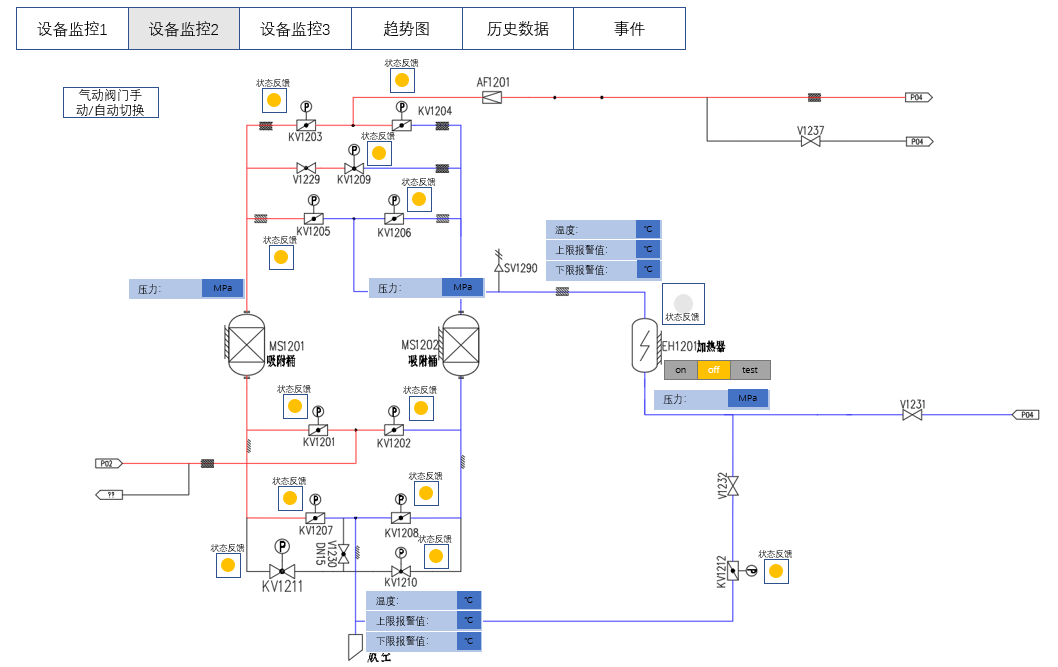 设备监控1 设备监控2 设备监控3 趋势图 历史数据 事件
气动阀门手
动/自动切换
状态反馈
状态反馈
AF1201
P04
KV1203
KV1204
状态反馈
V1237
P04
V1229
KV1209
状态反馈
KV1205
KV1206
状态反馈
温度: ℃
上限报警值: ℃
下限报警值: ℃
SV1290
压力: MPa
压力: MPa
状态反馈
MS1201
吸附桶
MS1202
吸附桶
EH1201加热器
on off test
压力: MPa
状态反馈
状态反馈
V1231
P04
KV1201
KV1202
P02
??
状态反馈
状态反馈
V1232
KV1207
KV1208
V1230
DN15
状态反馈
状态反馈
KV1211
KV1210
KV1212
状态反馈
温度: ℃
上限报警值: ℃
下限报警值: ℃